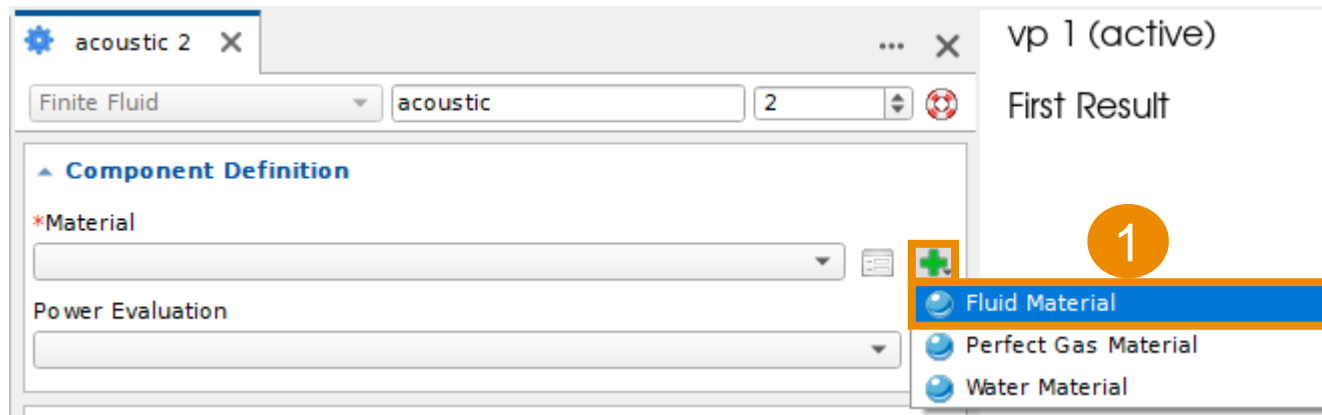 acoustic 2
vp 1 (active)
Finite Fluid acoustic 2
First Result
Component Definition
*Material
1
Fluid Material
Power Evaluation
Perfect Gas Material
Water Material